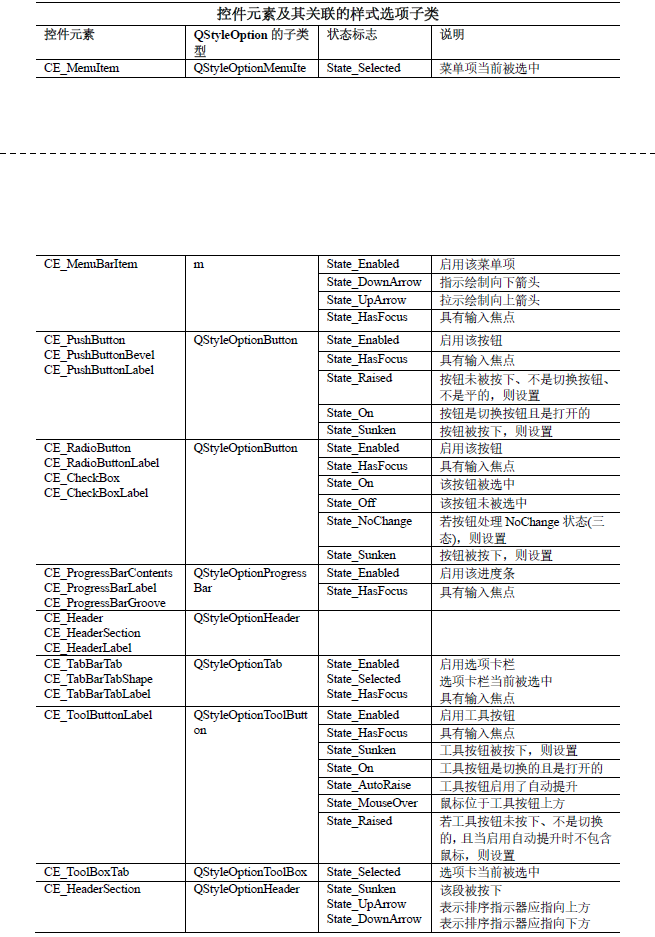 控件元素及其关联的样式选项子类
控件元素 QStyleOption 的子类型 状态标志 说明
CE_MenuItem QStyleOptionMenuIte State_Selected 菜单项当前被选中
CE_MenuBarItem m State_Enabled 启用该菜单项
State_DownArrow 指示绘制向下箭头
State_UpArrow 拉示绘制向上箭头
State_HasFocus 具有输入焦点
CE_PushButton QStyleOptionButton State_Enabled 启用该按钮
CE_PushButtonBevel State_HasFocus 具有输入焦点
CE_PushButtonLabel State_Raised 按钮未被按下、不是切换按钮、
不是平的，则设置
State_On 按钮是切换按钮且是打开的
State_Sunken 按钮被按下，则设置
CE_RadioButton QStyleOptionButton State_Enabled 启用该按钮
CE_RadioButtonLabel State_HasFocus 具有输入焦点
CE_CheckBox State_On 该按钮被选中
CE_CheckBoxLabel State_Off 该按钮未被选中
State_NoChange 若按钮处理 NoChange 状态(三
态)，则设置
State_Sunken 按钮被按下，则设置
CE_ProgressBarContents QStyleOptionProgress State_Enabled 启用该进度条
CE_ProgressBarLabel Bar State_HasFocus 具有输入焦点
CE_ProgressBarGroove
CE_Header QStyleOptionHeader
CE_HeaderSection
CE_HeaderLabel
CE_TabBarTab QStyleOptionTab State_Enabled 启用选项卡栏
CE_TabBarTabShape State_Selected 选项卡栏当前被选中
CE_TabBarTabLabel State_HasFocus 具有输入焦点
CE_ToolButtonLabel QStyleOptionToolButt State_Enabled 启用工具按钮
on State_HasFocus 具有输入焦点
State_Sunken 工具按钮被按下，则设置
State_On 工具按钮是切换的且是打开的
State_AutoRaise 工具按钮启用了自动提升
State_MouseOver 鼠标位于工具按钮上方
State_Raised 若工具按钮未按下、不是切换
的,且当启用自动提升时不包含
鼠标，则设置
CE_ToolBoxTab QStyleOptionToolBox State_Selected 选项卡当前被选中
CE_HeaderSection QStyleOptionHeader State_Sunken 该段被按下
State_UpArrow 表示排序指示器应指向上方
State_DownArrow 表示排序指示器应指向下方